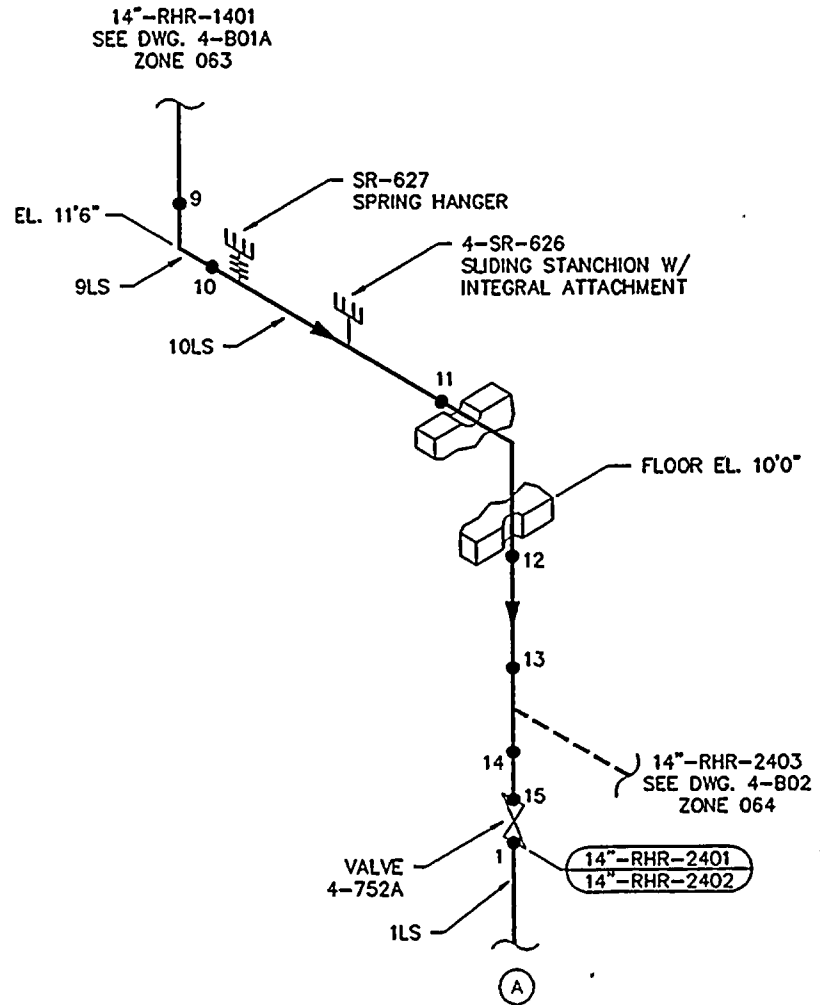 14"-RHR-1401
SEE DWG. 4-B01A
ZONE 063
9
SR-627
SPRING HANGER
EL. 11'6"
4-SR-626
SLIDING STANCHION W/
INTEGRAL ATTACHMENT
9LS
10
10LS
11
FLOOR EL. 10'0"
12
13
14
14"-RHR-2403
SEE DWG. 4-B02
ZONE 064
15
VALVE
4-752A
1
14"-RHR-2401
14"-RHR-2402
1LS
A